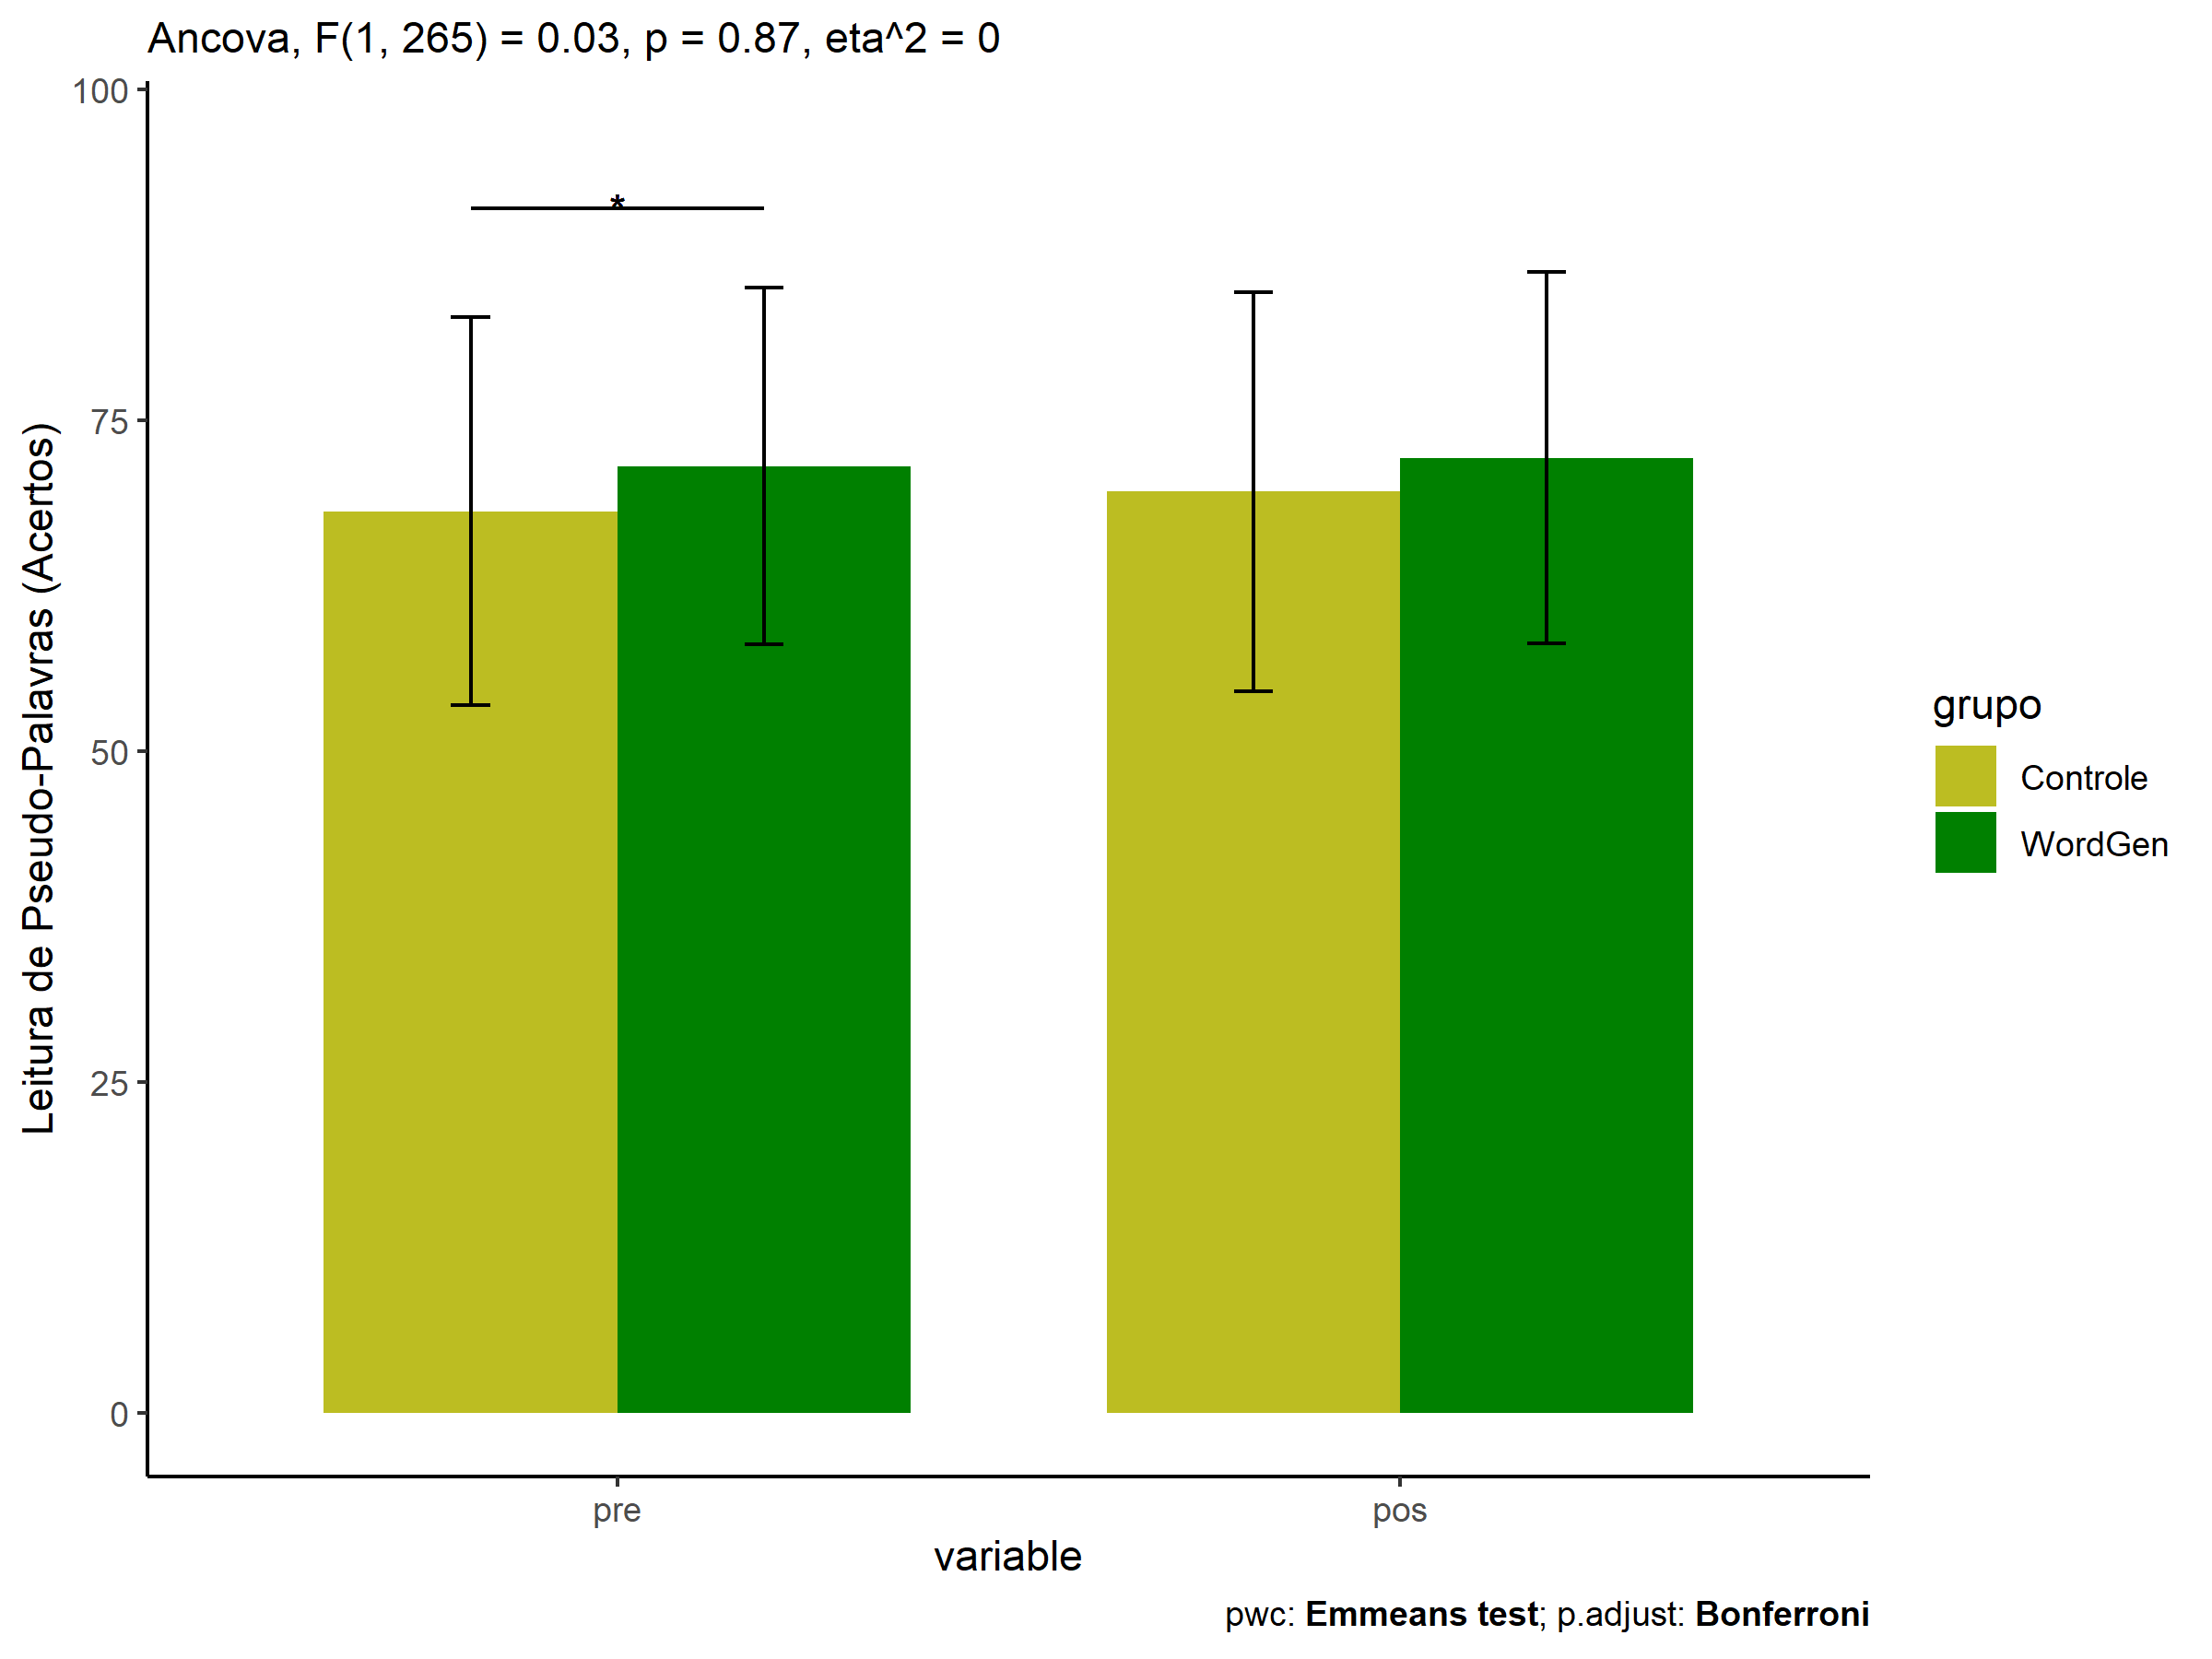 Ancova, F(1, 265) = 0.03, p = 0.87, eta^2 = 0
Leitura de Pseudo-Palavras (Acertos)
100
75
50
25
0
*
pre
pos
variable
grupo
Controle
WordGen
pwc: Emmeans test; p.adjust: Bonferroni